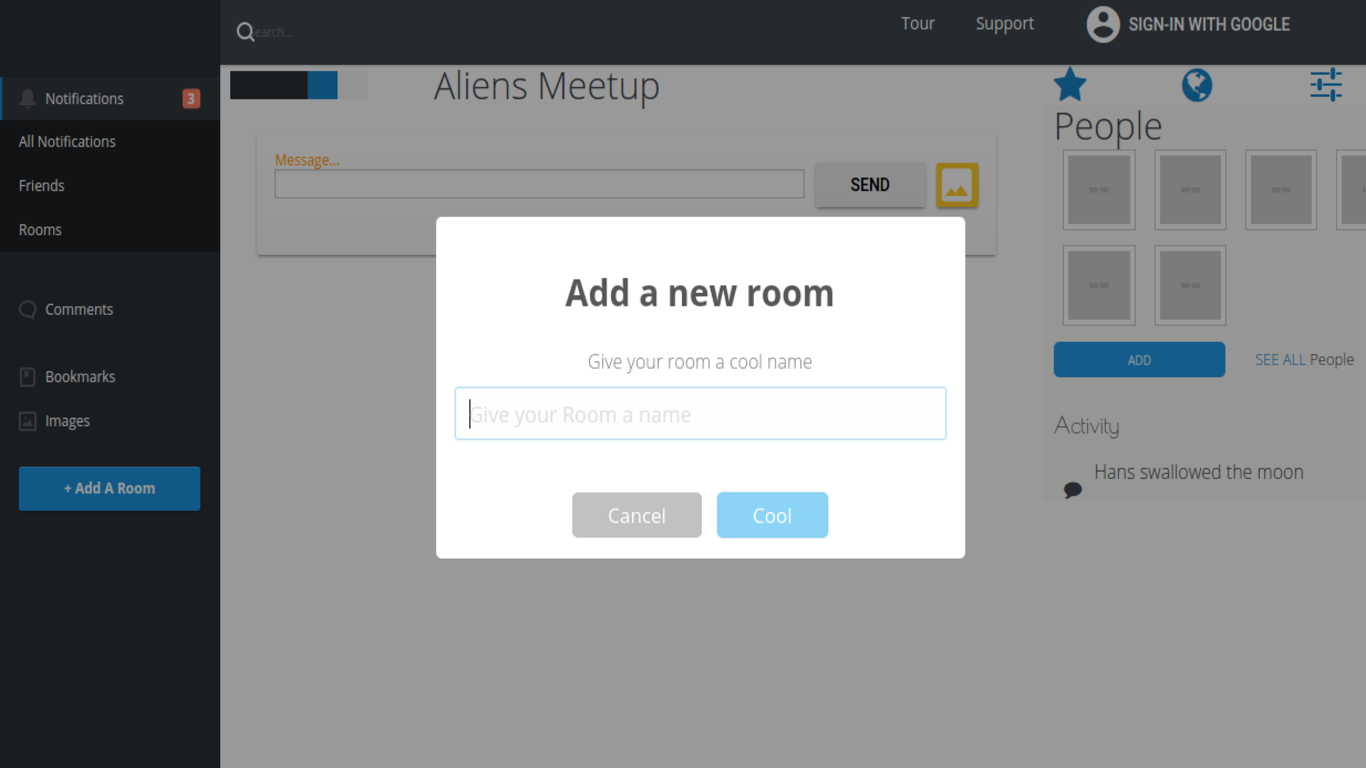 Search...
Tour
Support
SIGN-IN WITH GOOGLE
Notifications
3
All Notifications
Friends
Rooms
Comments
Bookmarks
Images
+ Add A Room
Aliens Meetup
Message...
SEND
Add a new room
Give your room a cool name
Give your Room a name
Cancel
Cool
People
ADD
SEE ALL People
Activity
Hans swallowed the moon